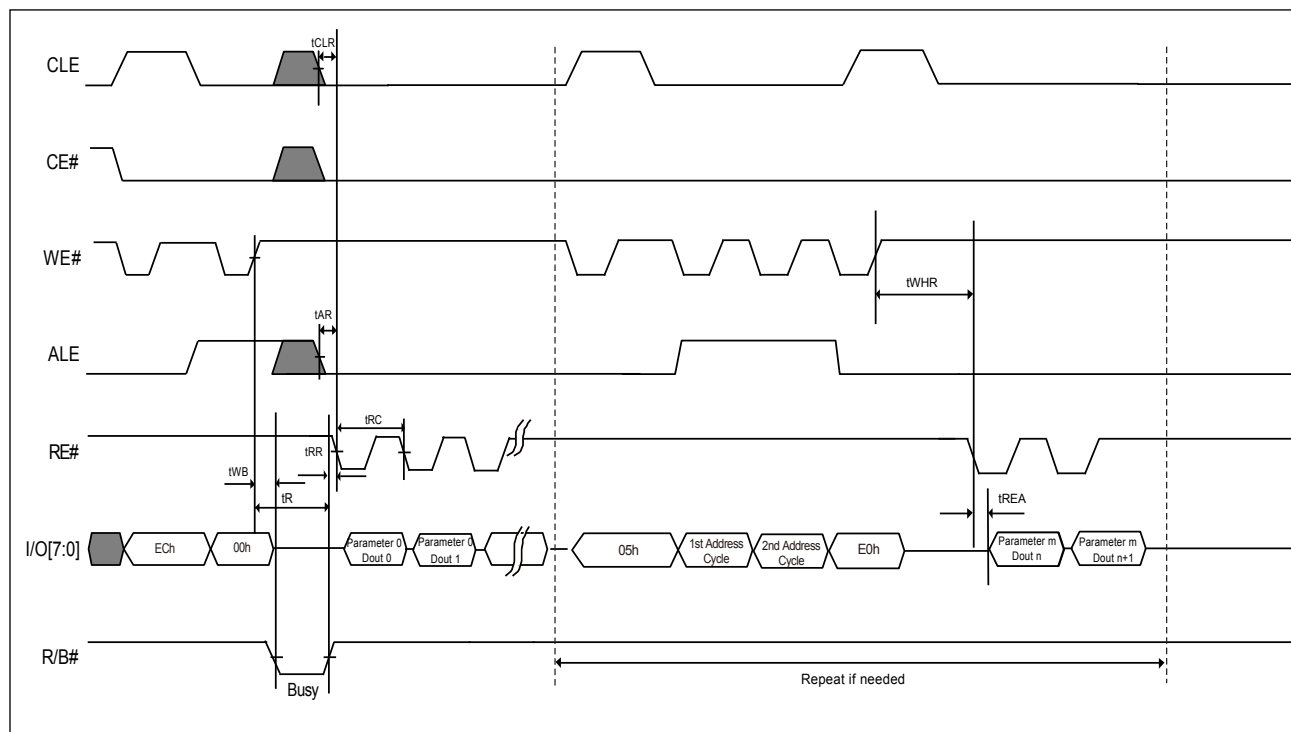 tCLR
CLE
CE#
WE#
tWHR
tAR
ALE
tRC
RE#
tRR
tWB
tR
tREA
I/O[7:0]
ECh
00h
Parameter 0
Dout 0
Parameter 0
Dout 1
05h
1st Address
Cycle
2nd Address
Cycle
E0h
Parameter m
Dout n
Parameter m
Dout n+1
R/B#
Busy
Repeat if needed